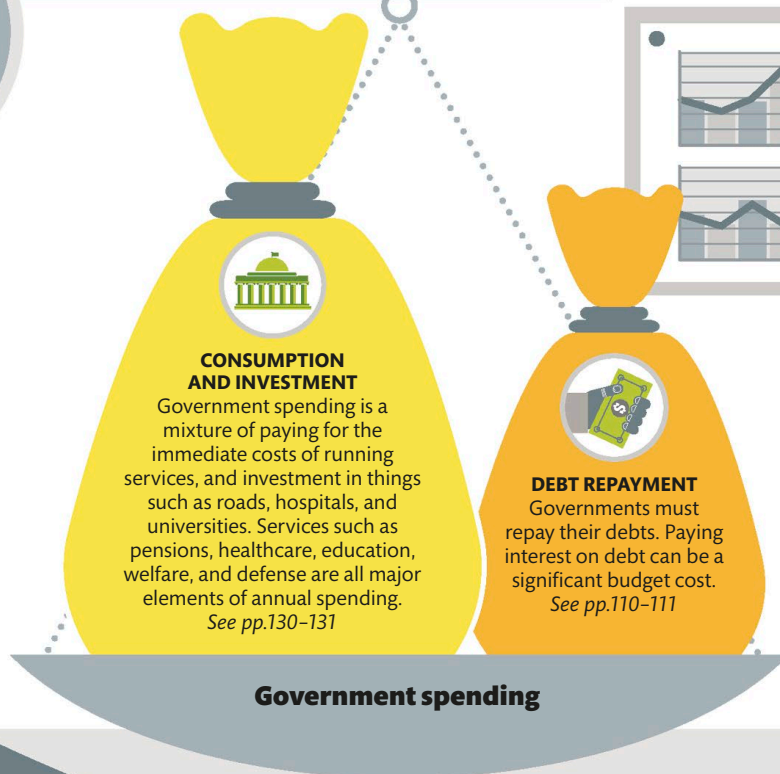 CONSUMPTION
AND INVESTMENT
Government spending is a
mixture of paying for the
immediate costs of running
services, and investment in things
such as roads, hospitals, and
universities. Services such as
pensions, healthcare, education,
welfare, and defense are all major
elements of annual spending.
See pp.130–131
$
DEBT REPAYMENT
Governments must
repay their debts. Paying
interest on debt can be a
significant budget cost.
See pp.110–111
Government spending